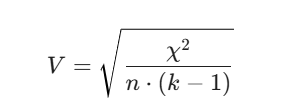 V = √(χ² / (n · (k − 1)))